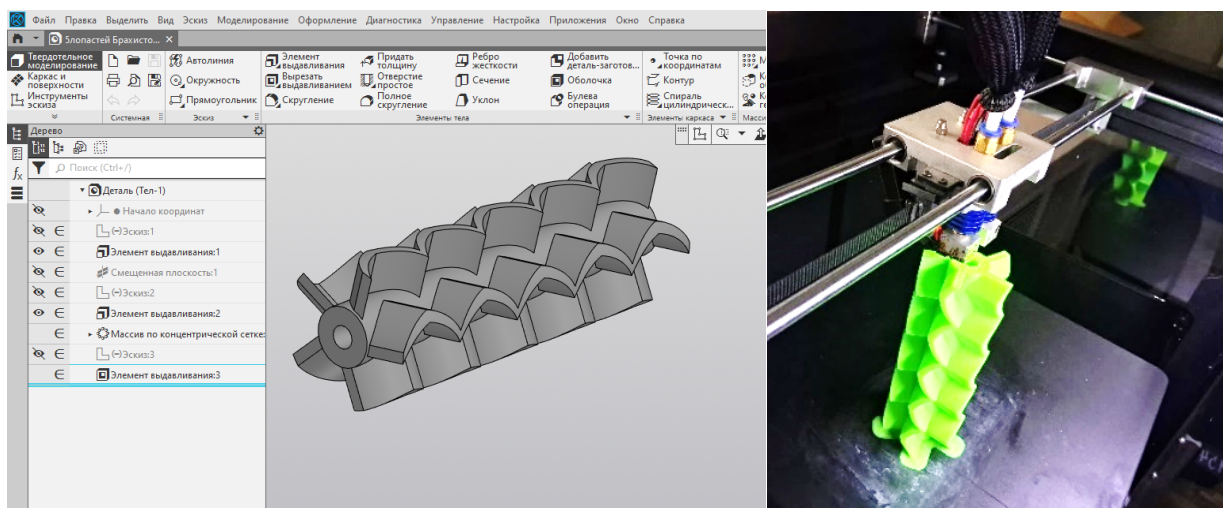 Файл Правка Выделить Вид Эскиз Моделирование Оформление Диагностика Управление Настройка Приложения Окно Справка
5лопастей Брахисто...
Твердотельное
моделирование
Каркас и
поверхности
Инструменты
эскиза
Системная
Автолиния
Окружность
Прямоугольник
Эскиз
Элемент
выдавливания
Вырезать
выдавливанием
Скругление
Придать
толщину
Отверстие
простое
Полное
скругление
Ребро
жесткости
Сечение
Уклон
Добавить
деталь-заготов...
Оболочка
Булева
операция
Элементы тела
Точка по
координатам
Контур
Спираль
цилиндрическ...
Элементы каркаса
Масси
Дерево
Поиск (Ctrl+/)
Деталь (Тел-1)
Начало координат
(-)Эскиз:1
Элемент выдавливания:1
Смещенная плоскость:1
(-)Эскиз:2
Элемент выдавливания:2
Массив по концентрической сетке:
(-)Эскиз:3
Элемент выдавливания:3